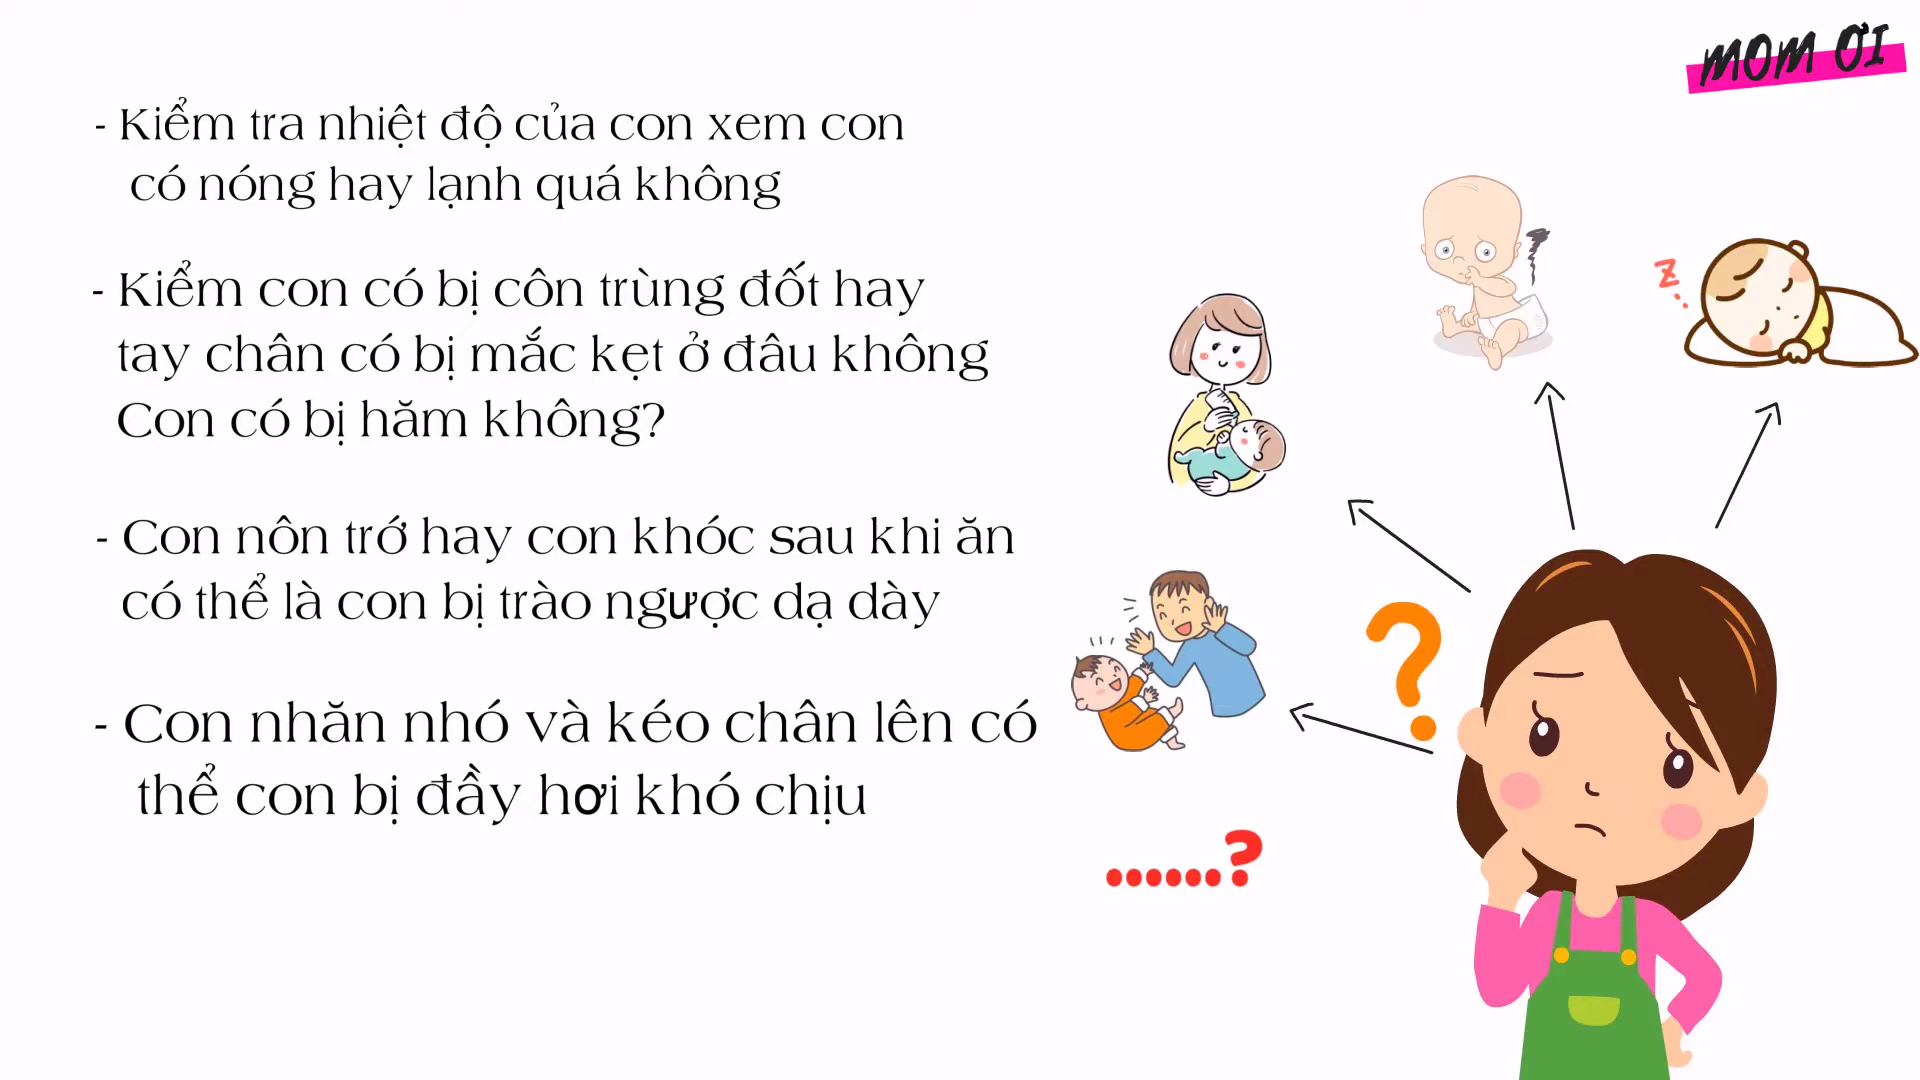 MOM ƠI
- Kiểm tra nhiệt độ của con xem con
có nóng hay lạnh quá không
- Kiểm con có bị côn trùng đốt hay
tay chân có bị mắc kẹt ở đâu không
Con có bị hăm không?
- Con nôn trớ hay con khóc sau khi ăn
có thể là con bị trào ngược dạ dày
- Con nhăn nhó và kéo chân lên có
thể con bị đầy hơi khó chịu
Z
?
......?